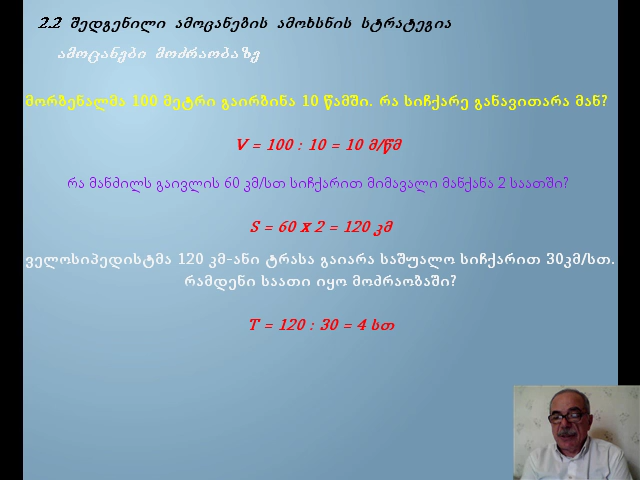 2.2 შედგენილი ამოცანების ამოხსნის სტრატეგია
ამოცანები მოძრაობაზე
მორბენალმა 100 მეტრი გაირბინა 10 წამში. რა სიჩქარე განავითარა მან?
V = 100 : 10 = 10 მ/წმ
რა მანძილს გაივლის 60 კმ/სთ სიჩქარით მიმავალი მანქანა 2 საათში?
S = 60 x 2 = 120 კმ
ველოსიპედისტმა 120 კმ-ანი ტრასა გაიარა საშუალო სიჩქარით 30კმ/სთ.
რამდენი საათი იყო მოძრაობაში?
T = 120 : 30 = 4 სთ